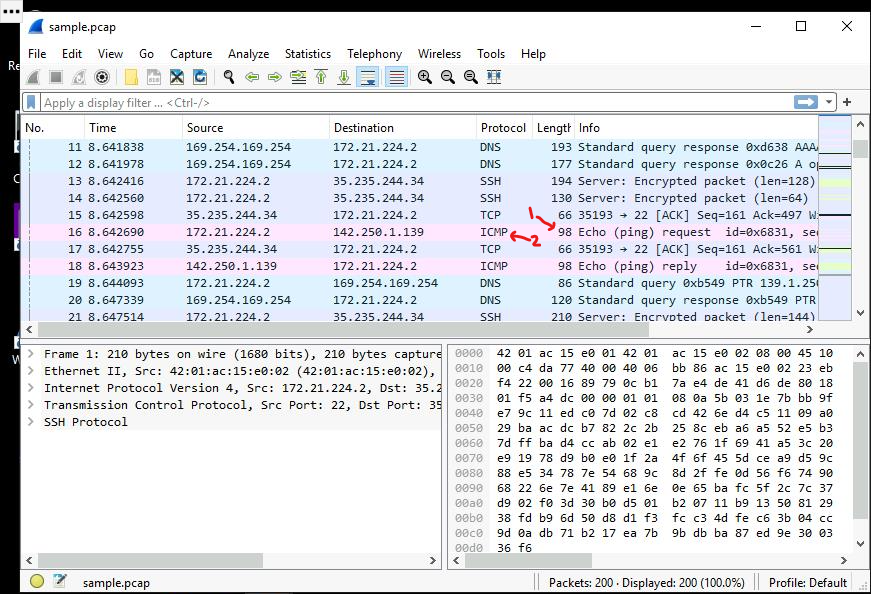 sample.pcap
File Edit View Go Capture Analyze Statistics Telephony Wireless Tools Help
Apply a display filter ... <Ctrl-/>
No. Time Source Destination Protocol Length Info
11 8.641838 169.254.169.254 172.21.224.2 DNS 193 Standard query response 0xd638 AAAA
12 8.641978 169.254.169.254 172.21.224.2 DNS 177 Standard query response 0x0c26 A op
13 8.642416 172.21.224.2 35.235.244.34 SSH 194 Server: Encrypted packet (len=128)
14 8.642560 172.21.224.2 35.235.244.34 SSH 130 Server: Encrypted packet (len=64)
15 8.642598 35.235.244.34 172.21.224.2 TCP 1 66 35193 → 22 [ACK] Seq=161 Ack=497 Wi
16 8.642690 172.21.224.2 142.250.1.139 ICMP 2 98 Echo (ping) request id=0x6831, seq
17 8.642755 35.235.244.34 172.21.224.2 TCP 66 35193 → 22 [ACK] Seq=161 Ack=561 Wi
18 8.643923 142.250.1.139 172.21.224.2 ICMP 98 Echo (ping) reply id=0x6831, seq
19 8.644093 172.21.224.2 169.254.169.254 DNS 86 Standard query 0xb549 PTR 139.1.250
20 8.647339 169.254.169.254 172.21.224.2 DNS 120 Standard query response 0xb549 PTR
21 8.647514 172.21.224.2 35.235.244.34 SSH 210 Server: Encrypted packet (len=144)
Frame 1: 210 bytes on wire (1680 bits), 210 bytes capture
Ethernet II, Src: 42:01:ac:15:e0:02 (42:01:ac:15:e0:02),
Internet Protocol Version 4, Src: 172.21.224.2, Dst: 35.2
Transmission Control Protocol, Src Port: 22, Dst Port: 35
SSH Protocol
0000 42 01 ac 15 e0 01 42 01 ac 15 e0 02 08 00 45 10
0010 00 c4 da 77 40 00 40 06 bb 86 ac 15 e0 02 23 eb
0020 f4 22 00 16 89 79 0c b1 7a e4 de 41 d6 de 80 18
0030 01 f5 a4 dc 00 00 01 01 08 0a 5b 03 1e 7b bb 9f
0040 e7 9c 11 ed c0 7d 02 c8 cd 42 6e d4 c5 11 09 a0
0050 29 ba ac dc b7 82 2c 2b 25 8c eb a6 a5 52 e5 b3
0060 7d ff ba d4 cc ab 02 e1 e2 76 1f 69 41 a5 3c 20
0070 e9 19 78 d9 b0 e0 1f 2a 4f 6f 45 5d ce a9 d5 9c
0080 88 e5 34 78 7e 54 68 9c 8d 2f fe 0d 56 f6 74 90
0090 68 22 6e 7e 41 89 e1 6e 0e 65 ba fc 5f 2c 7c 37
00a0 d9 02 f0 3d 30 b0 d5 01 b2 07 11 b9 13 50 81 29
00b0 38 fd b9 6d 50 d8 d1 f3 fc c3 4d fe c6 3b 04 cc
00c0 9d 0a db 71 b2 17 ea 7b 9b db ba 87 ed 9e 30 03
00d0 36 f6
sample.pcap Packets: 200 · Displayed: 200 (100.0%) Profile: Default